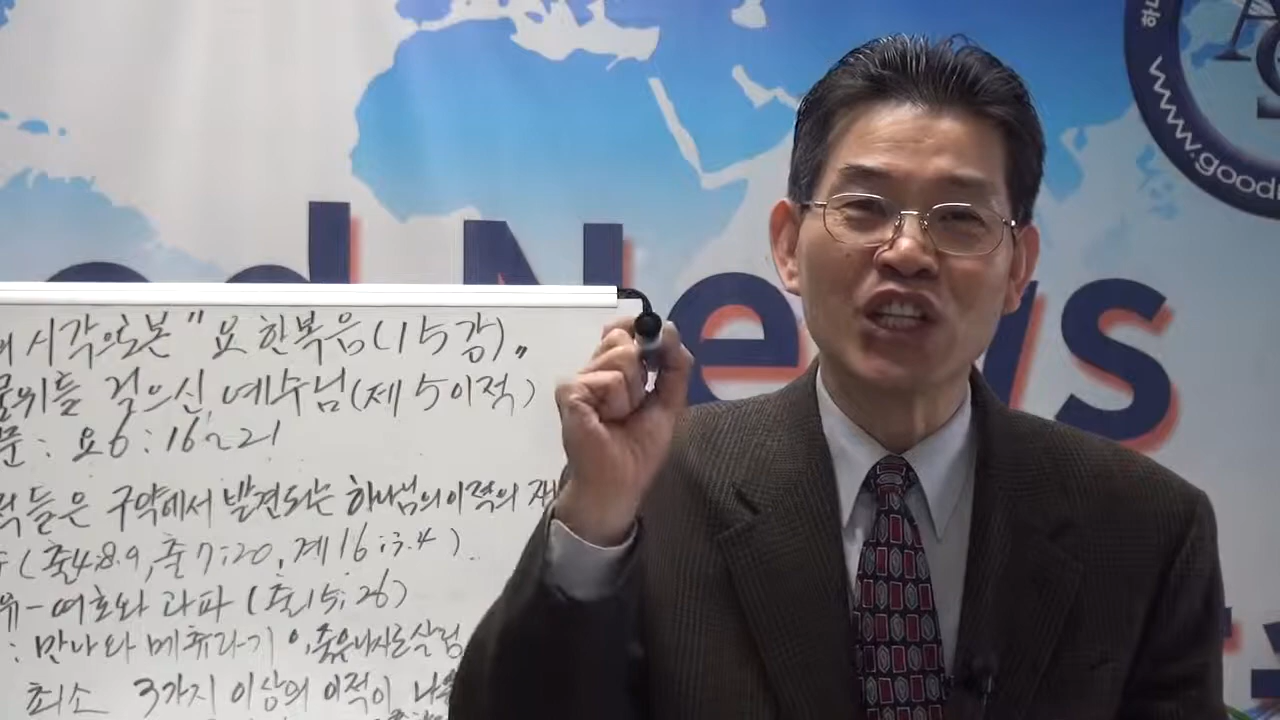 www.good
od News
시각으로본" "요한복음(15강)"
물위를 걸으신 예수님(제5이적)
문: 요6:16~21
들은 구약에서 발견되는 하나님의이적의 재
(출4:8.9, 출7:20, 계16:3.4)
유-여호와 라파 (출15:26)
: 만나와 메추라기
최소 3가지 이상의 이적이